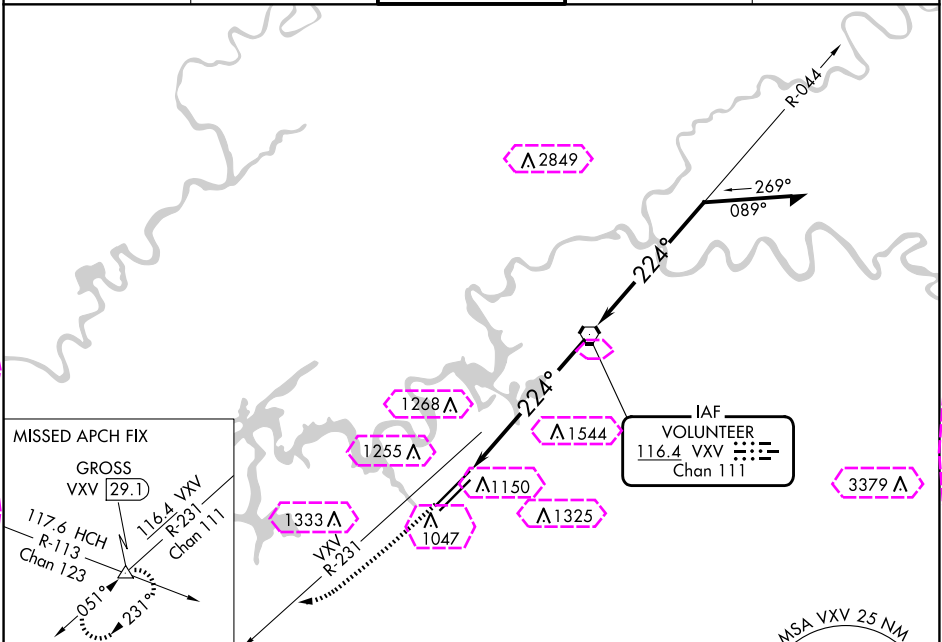 R-044
2849
269°
089°
224°
224°
1268
1255
1544
IAF
VOLUNTEER
116.4 VXV
Chan 111
1150
3379
1333
1325
1047
VXV
R-231
MISSED APCH FIX
GROSS
VXV 29.1
117.6 HCH
R-113
Chan 123
116.4 VXV
R-231
Chan 111
051°
231°
MSA VXV 25 NM